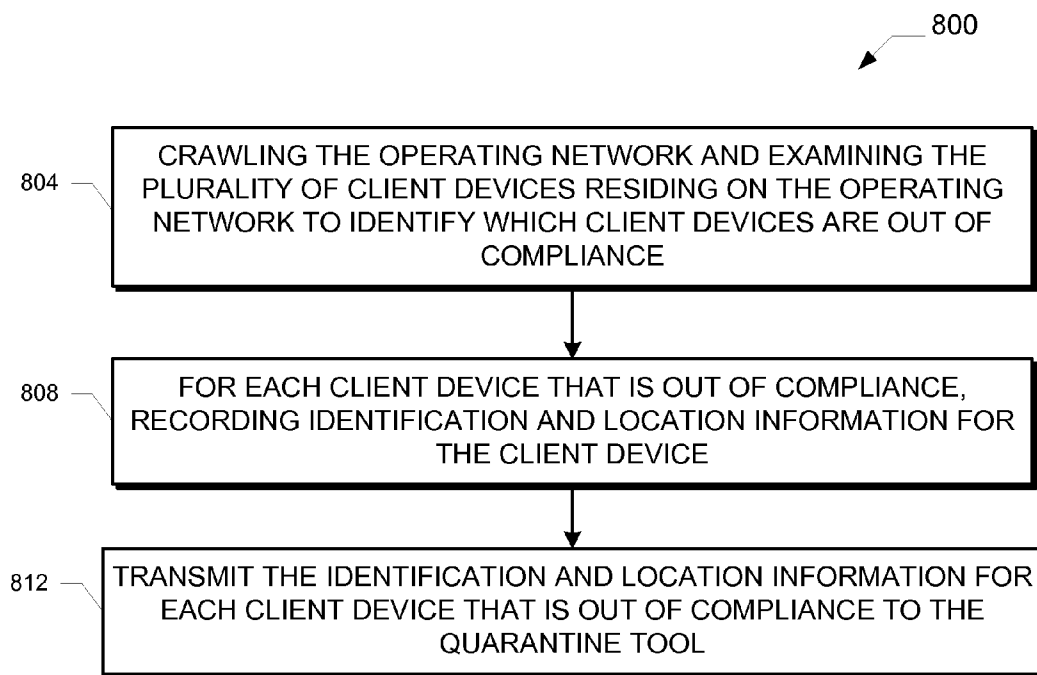 800
804
CRAWLING THE OPERATING NETWORK AND EXAMINING THE
PLURALITY OF CLIENT DEVICES RESIDING ON THE OPERATING
NETWORK TO IDENTIFY WHICH CLIENT DEVICES ARE OUT OF
COMPLIANCE
808
FOR EACH CLIENT DEVICE THAT IS OUT OF COMPLIANCE,
RECORDING IDENTIFICATION AND LOCATION INFORMATION FOR
THE CLIENT DEVICE
812
TRANSMIT THE IDENTIFICATION AND LOCATION INFORMATION FOR
EACH CLIENT DEVICE THAT IS OUT OF COMPLIANCE TO THE
QUARANTINE TOOL